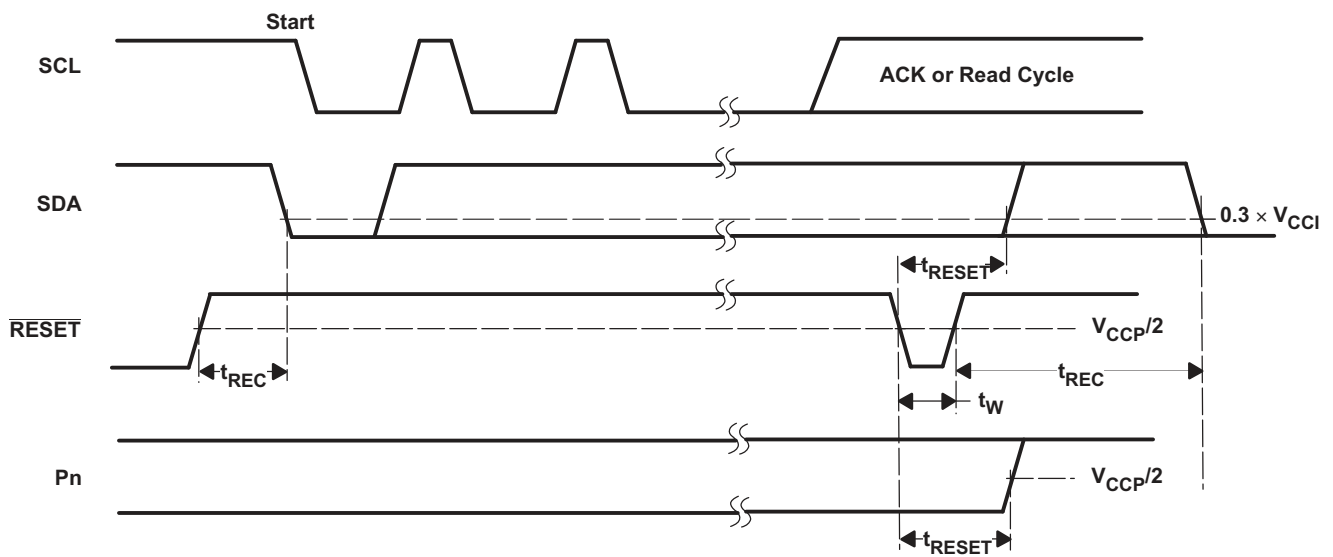 Start
SCL
ACK or Read Cycle
SDA
0.3 × VCCI
tRESET
RESET
VCCP/2
tREC
tREC
tW
Pn
VCCP/2
tRESET